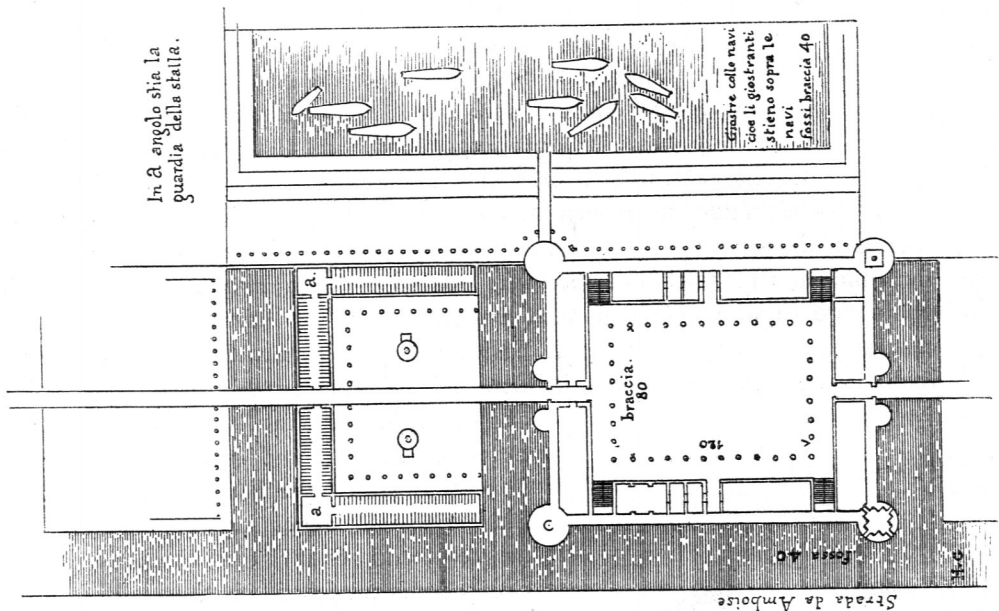 In a angolo stia la
guardia della stalla.
Giostre colle navi
cioe li giostranti
stieno sopra le
navi
fossi braccia 40
a.
a
braccia.
80
120
fossa 40
H.G
Strada da Amboise